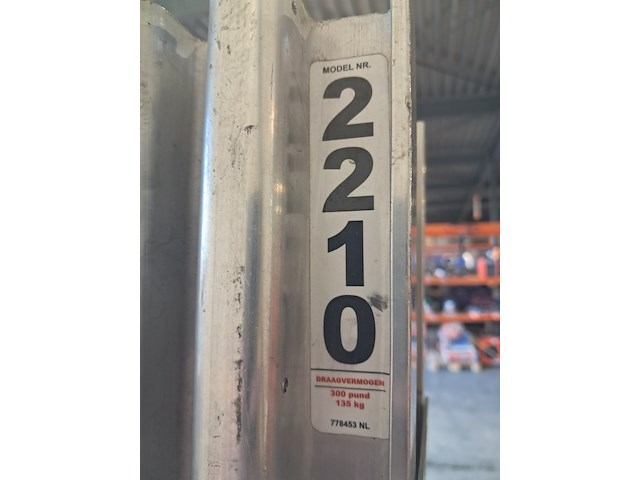 MODEL NR.
2
2
1
0
DRAAGVERMOGEN
300 pund
135 kg
778453 NL